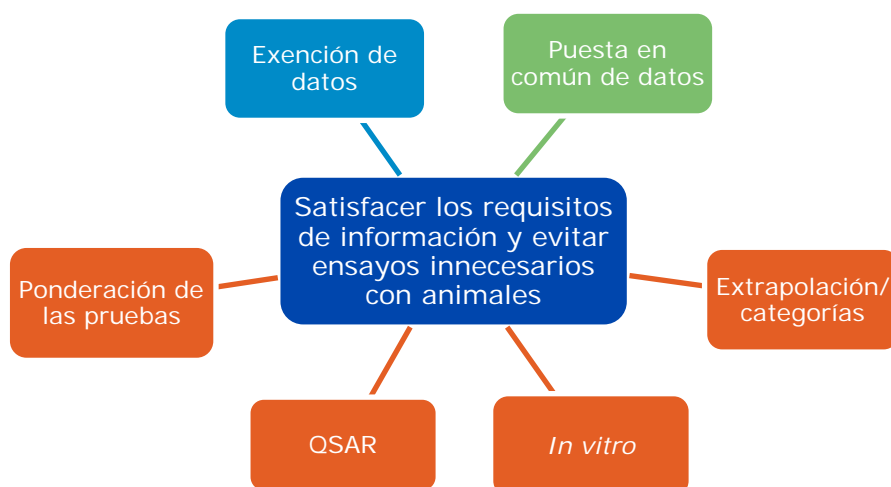 Exención de
datos
Puesta en
común de datos
Satisfacer los requisitos
de información y evitar
ensayos innecesarios
con animales
Ponderación de
las pruebas
Extrapolación/
categorías
QSAR
In vitro